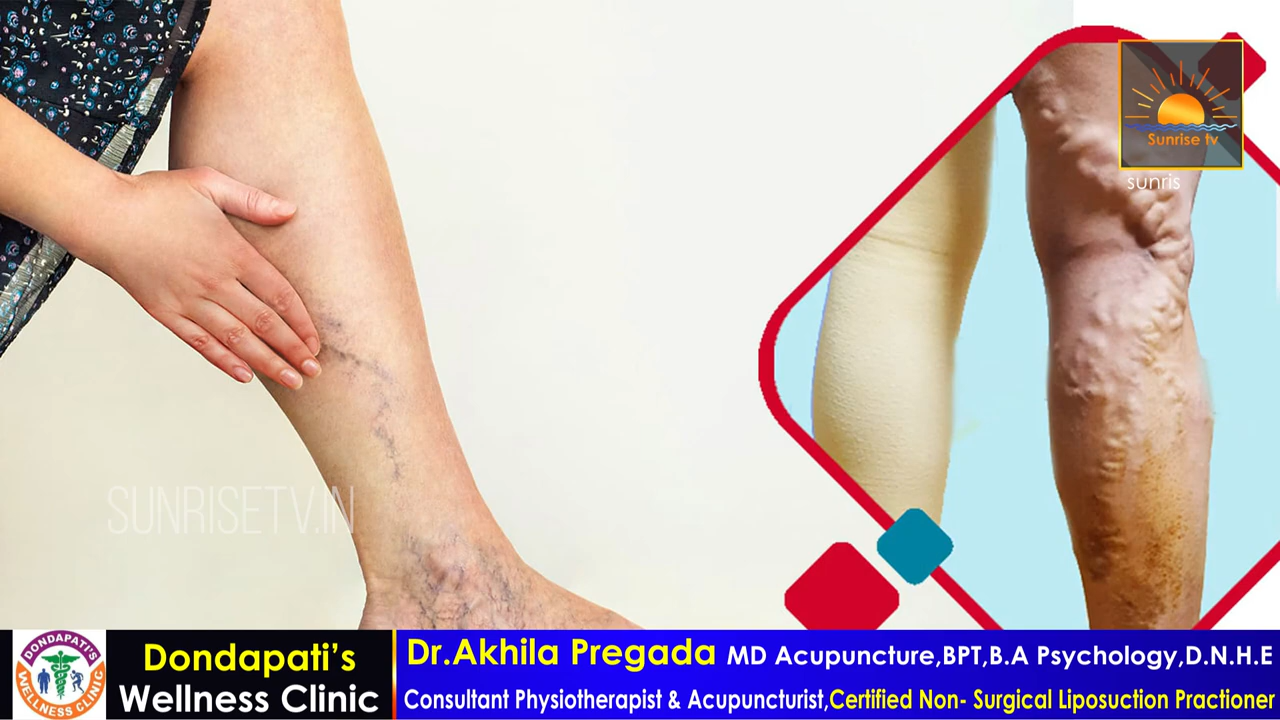 Sunrise tv
sunris
SUNRISETV.IN
DONDAPATI'S
WELLNESS CLINIC
Dondapati's
Wellness Clinic
Dr.Akhila Pregada MD Acupuncture,BPT,B.A Psychology,D.N.H.E
Consultant Physiotherapist & Acupuncturist,Certified Non- Surgical Liposuction Practioner